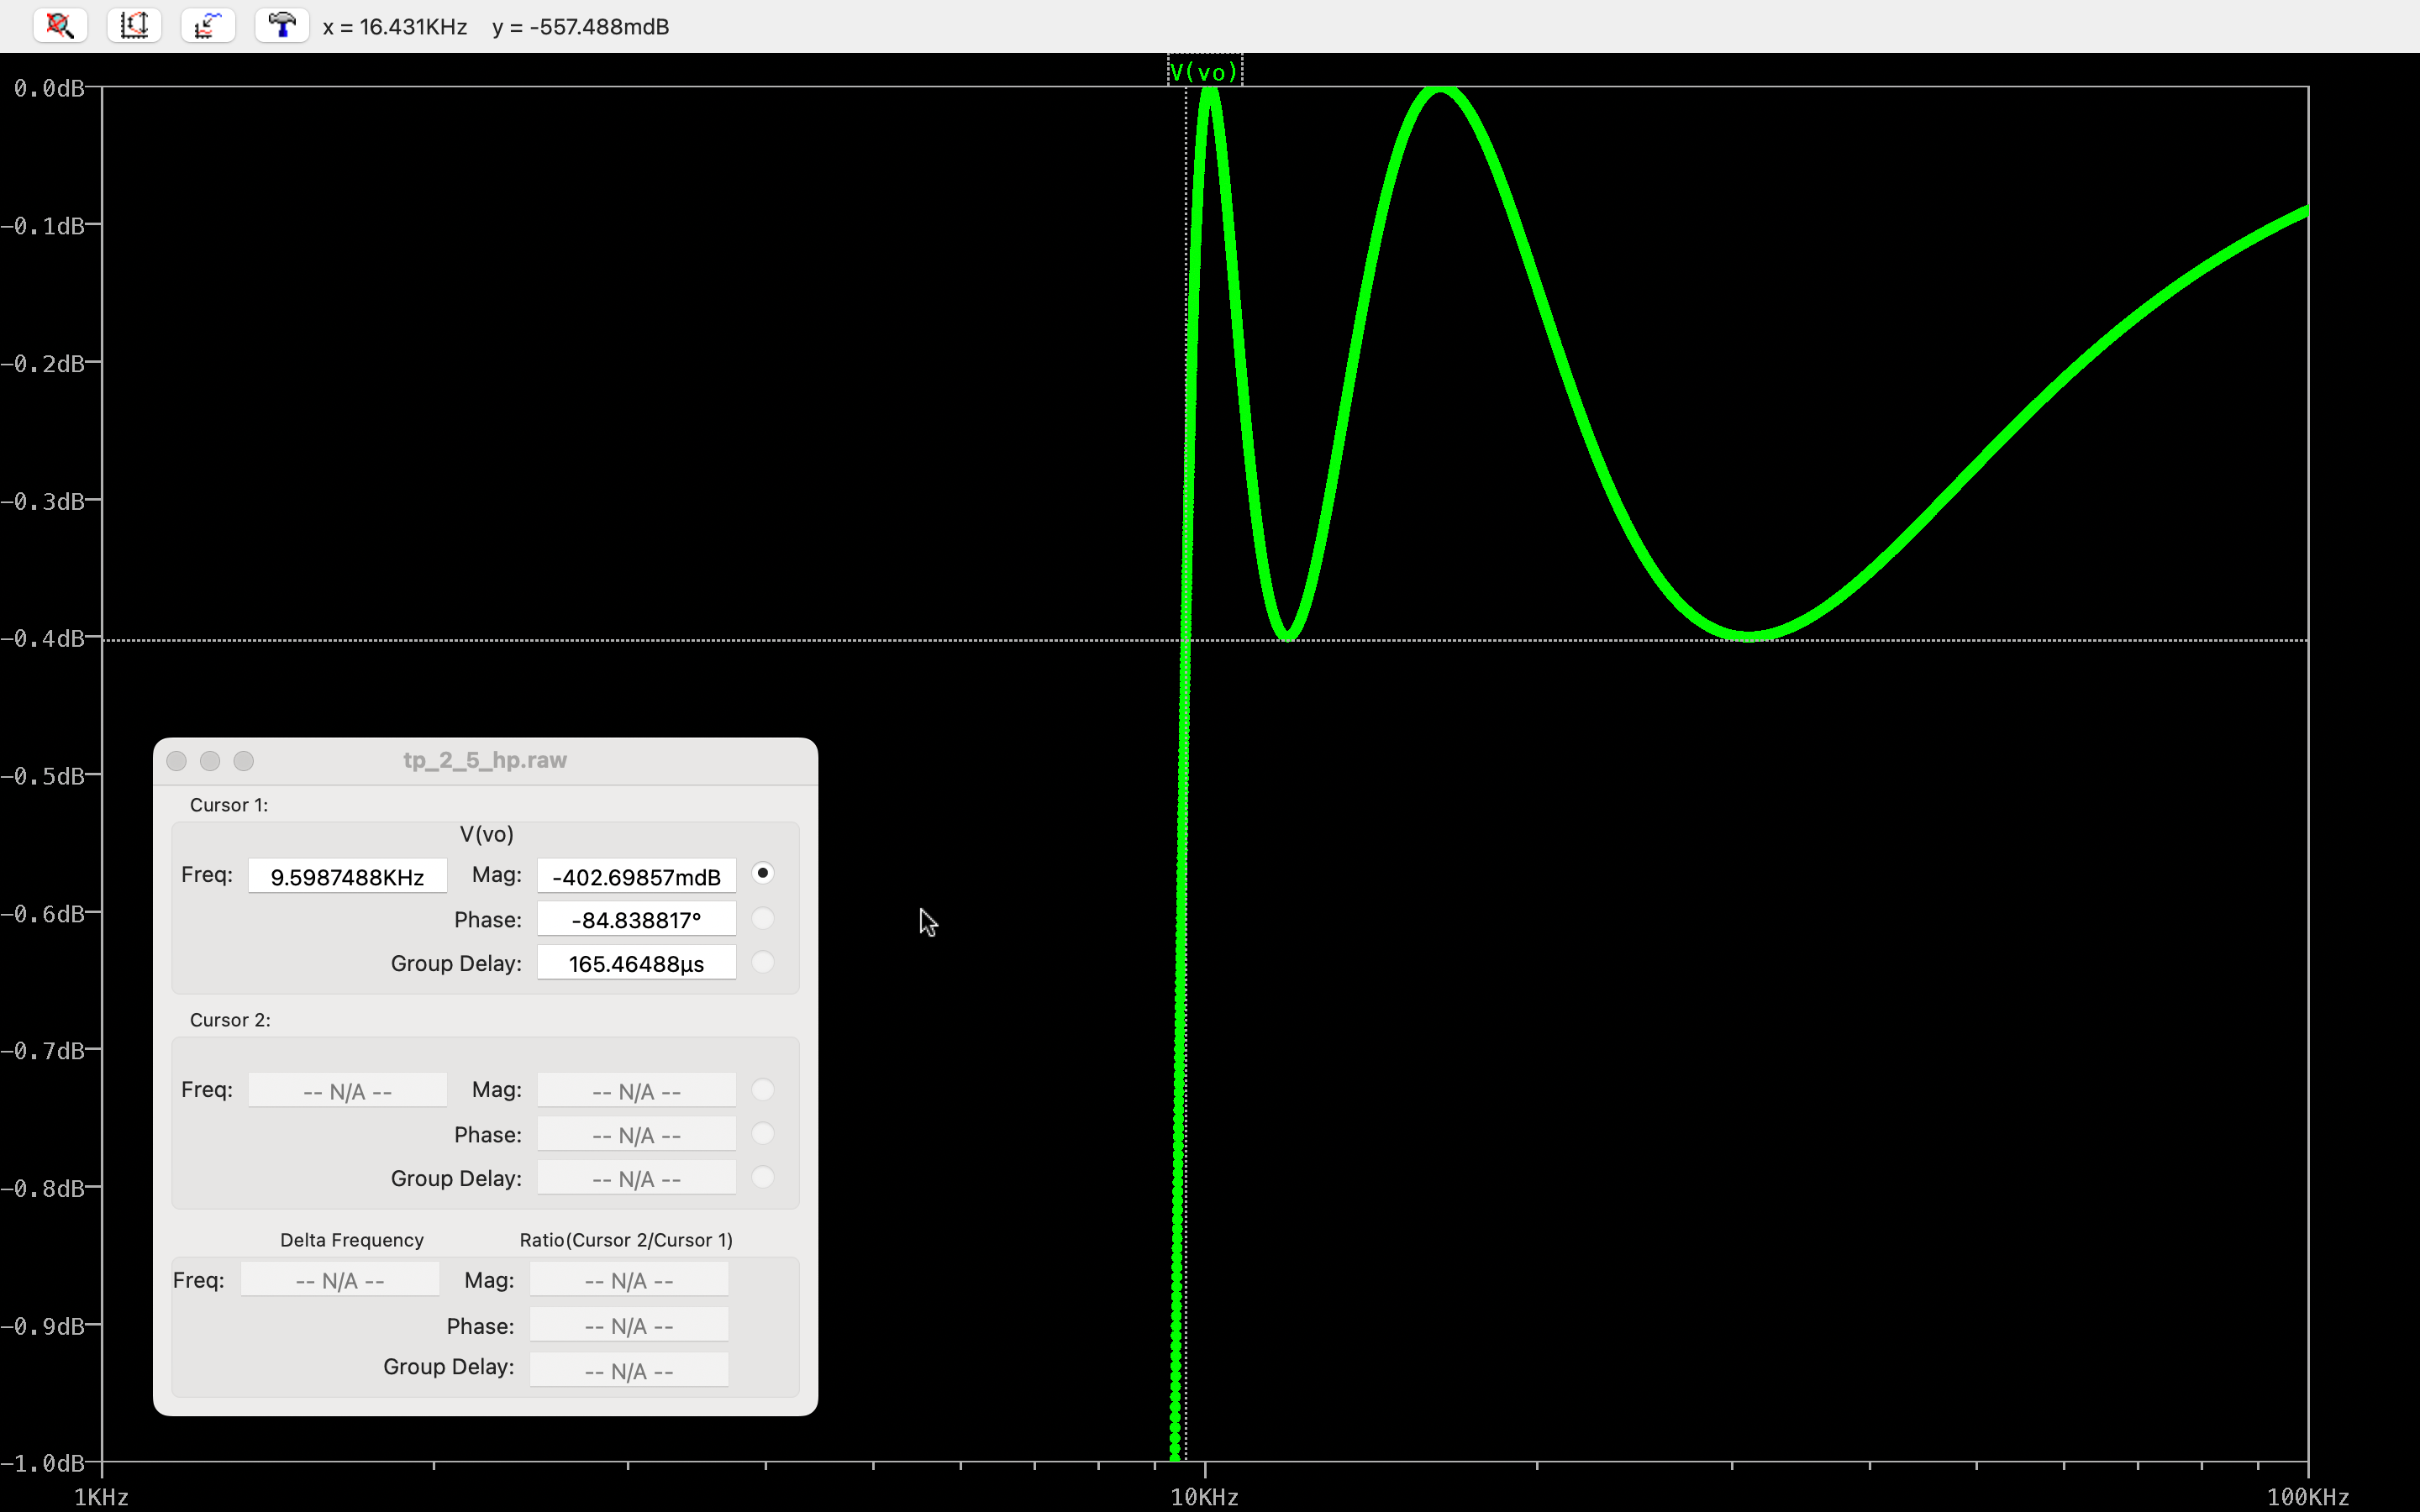 x = 16.431KHz y = -557.488mdB
V(vo)
0.0dB
-0.1dB
-0.2dB
-0.3dB
-0.4dB
-0.5dB
-0.6dB
-0.7dB
-0.8dB
-0.9dB
-1.0dB
1KHz 10KHz 100KHz
tp_2_5_hp.raw
Cursor 1:
V(vo)
Freq: 9.5987488KHz Mag: -402.69857mdB
Phase: -84.838817°
Group Delay: 165.46488µs
Cursor 2:
Freq: -- N/A -- Mag: -- N/A --
Phase: -- N/A --
Group Delay: -- N/A --
Delta Frequency Ratio(Cursor 2/Cursor 1)
Freq: -- N/A -- Mag: -- N/A --
Phase: -- N/A --
Group Delay: -- N/A --